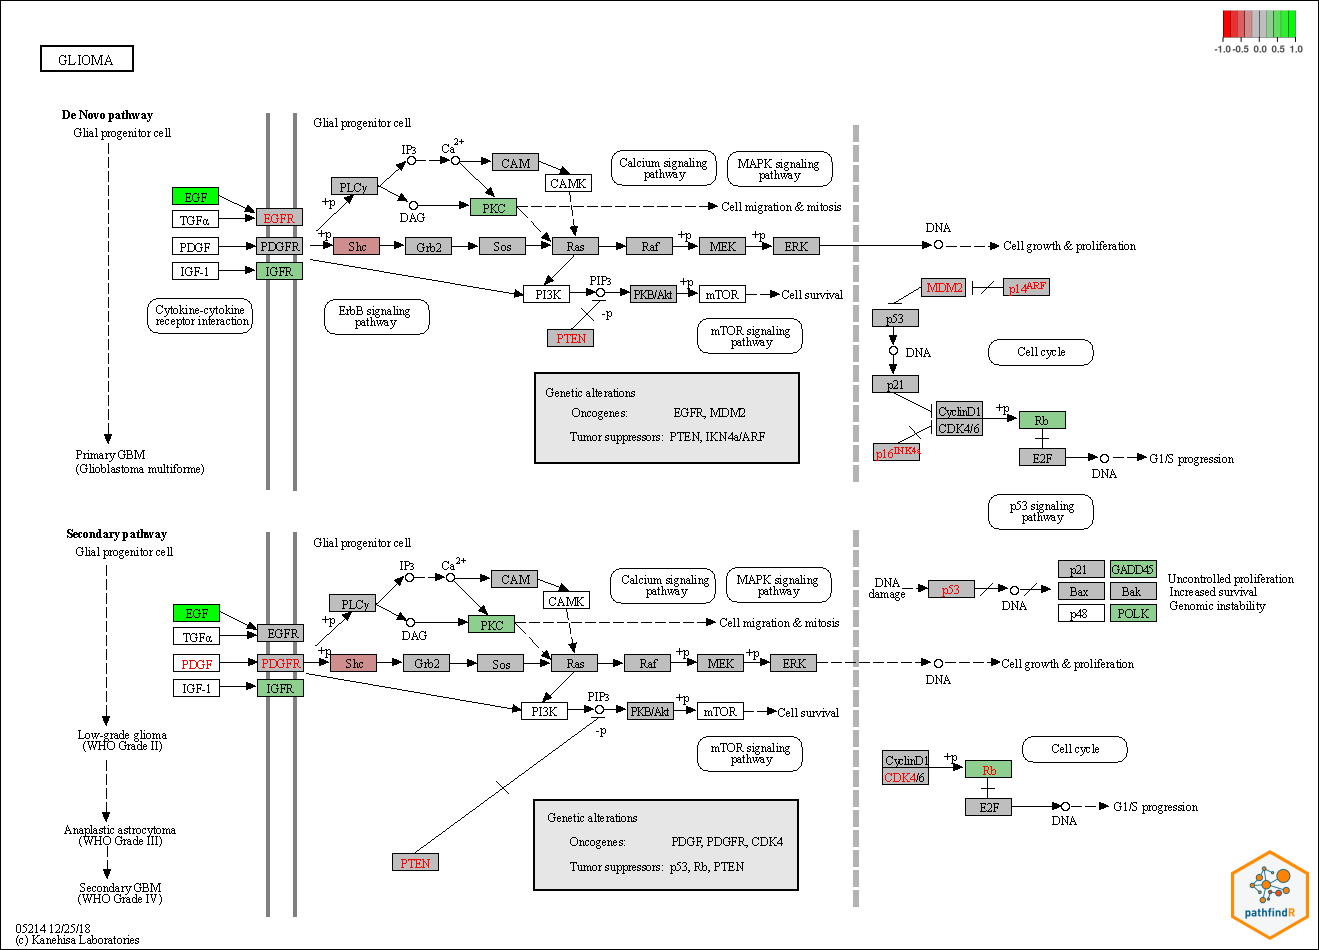 -1.0 -0.5 0.0 0.5 1.0
GLIOMA
De Novo pathway
Glial progenitor cell
Glial progenitor cell
IP3
Ca2+
CAM
CAMK
Calcium signaling
pathway
MAPK signaling
pathway
PLCγ
+p
DAG
PKC
Cell migration & mitosis
EGF
TGFα
EGFR
PDGF
PDGFR
IGF-1
IGFR
+p
Shc
Grb2
Sos
Ras
Raf
+p
MEK
+p
ERK
DNA
Cell growth & proliferation
PI3K
PIP3
-p
PKB/Akt
+p
mTOR
Cell survival
PTEN
Cytokine-cytokine
receptor interaction
ErbB signaling
pathway
mTOR signaling
pathway
MDM2
p14ARF
p53
DNA
Cell cycle
p21
CyclinD1
CDK4/6
+p
Rb
p16INK4a
E2F
DNA
G1/S progression
Genetic alterations
Oncogenes: EGFR, MDM2
Tumor suppressors: PTEN, IKN4a/ARF
Primary GBM
(Glioblastoma multiforme)
p53 signaling
pathway
Secondary pathway
Glial progenitor cell
Glial progenitor cell
IP3
Ca2+
CAM
CAMK
Calcium signaling
pathway
MAPK signaling
pathway
PLCγ
+p
DAG
PKC
Cell migration & mitosis
EGF
TGFα
EGFR
PDGF
PDGFR
IGF-1
IGFR
+p
Shc
Grb2
Sos
Ras
Raf
+p
MEK
+p
ERK
DNA
Cell growth & proliferation
DNA
damage
p53
DNA
p21
GADD45
Bax
Bak
p48
POLK
Uncontrolled proliferation
Increased survival
Genomic instability
PI3K
PIP3
-p
PKB/Akt
+p
mTOR
Cell survival
mTOR signaling
pathway
Low-grade glioma
(WHO Grade II)
Anaplastic astrocytoma
(WHO Grade III)
Secondary GBM
(WHO Grade IV)
PTEN
CyclinD1
CDK4/6
+p
Rb
Cell cycle
E2F
DNA
G1/S progression
Genetic alterations
Oncogenes: PDGF, PDGFR, CDK4
Tumor suppressors: p53, Rb, PTEN
pathfindR
05214 12/25/18
(c) Kanehisa Laboratories